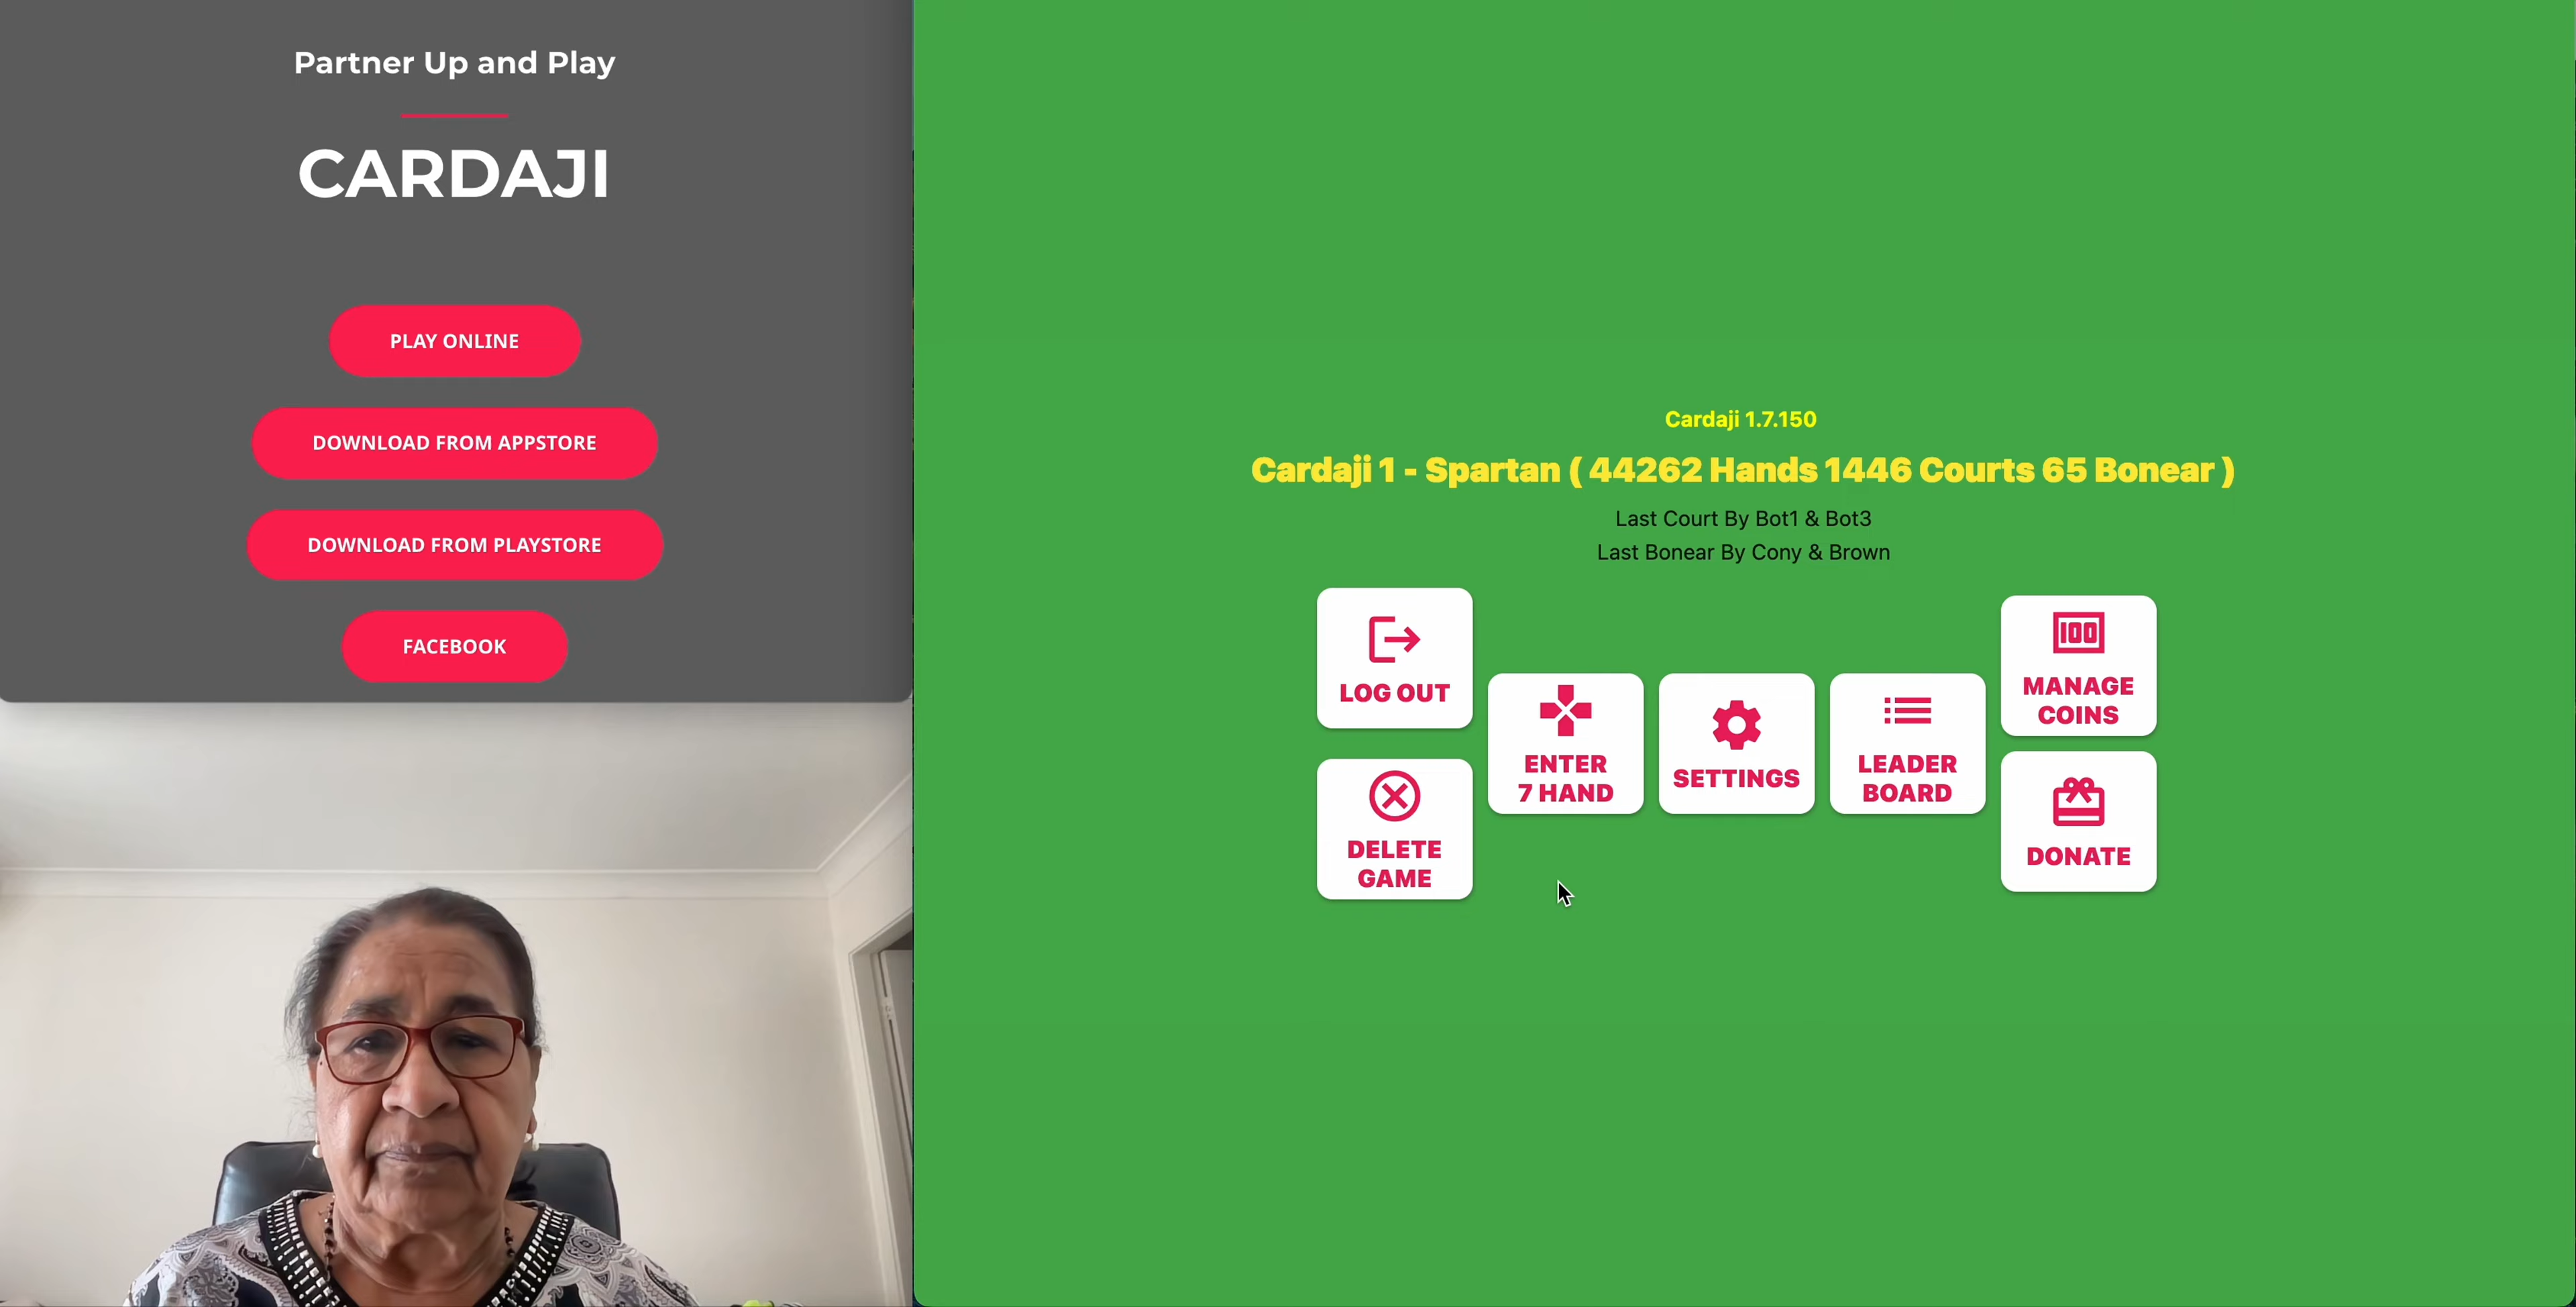 Partner Up and Play
CARDAJI
PLAY ONLINE
DOWNLOAD FROM APPSTORE
DOWNLOAD FROM PLAYSTORE
FACEBOOK
Cardaji 1.7.150
Cardaji 1 - Spartan ( 44262 Hands 1446 Courts 65 Bonear )
Last Court By Bot1 & Bot3
Last Bonear By Cony & Brown
LOG OUT
DELETE
GAME
ENTER
7 HAND
SETTINGS
LEADER
BOARD
100
MANAGE
COINS
DONATE